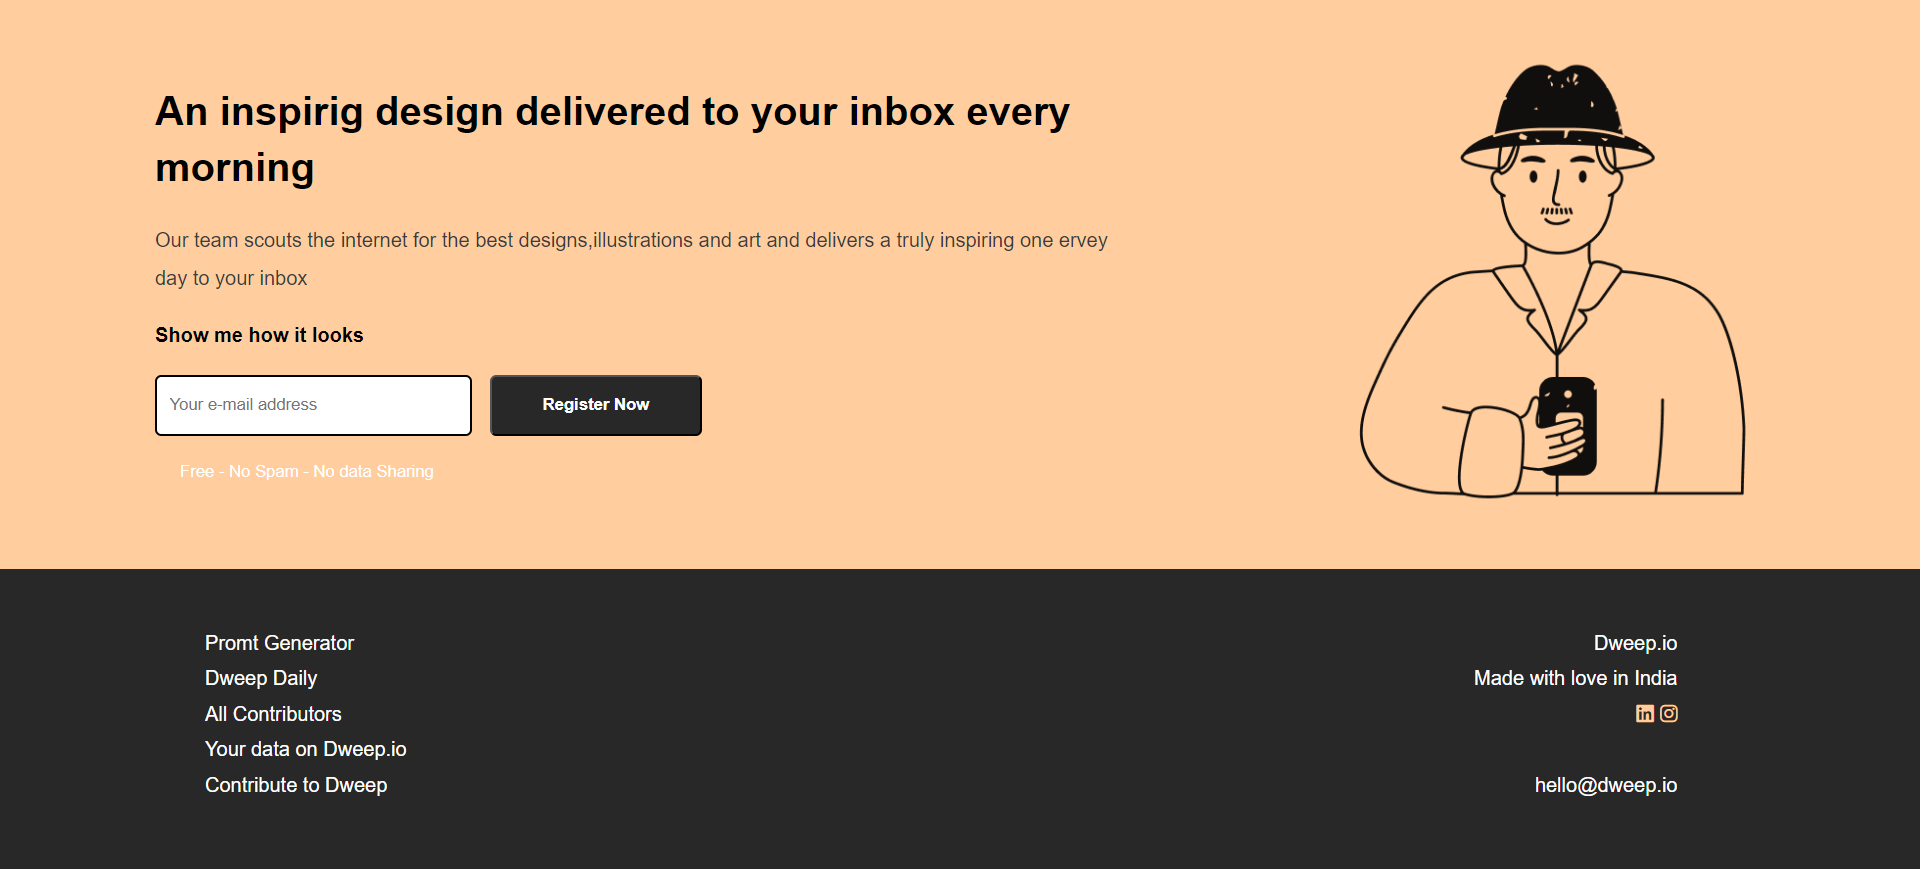 An inspirig design delivered to your inbox every
morning
Our team scouts the internet for the best designs,illustrations and art and delivers a truly inspiring one ervey
day to your inbox
Show me how it looks
Your e-mail address
Register Now
Free - No Spam - No data Sharing
Promt Generator
Dweep Daily
All Contributors
Your data on Dweep.io
Contribute to Dweep
Dweep.io
Made with love in India
in
hello@dweep.io